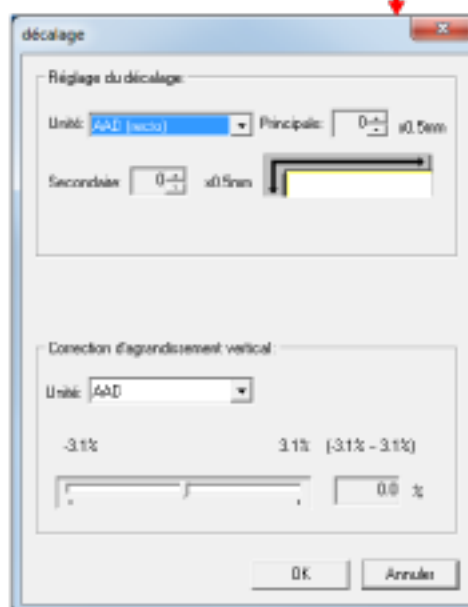 décalage
Réglage du décalage:
Unité: AAD (recto) Principale: 0 x0.5mm
Secondaire: 0 x0.5mm
Correction d'agrandissement vertical:
Unité: AAD
-3.1% 3.1% (-3.1% - 3.1%)
0.0 %
OK Annuler